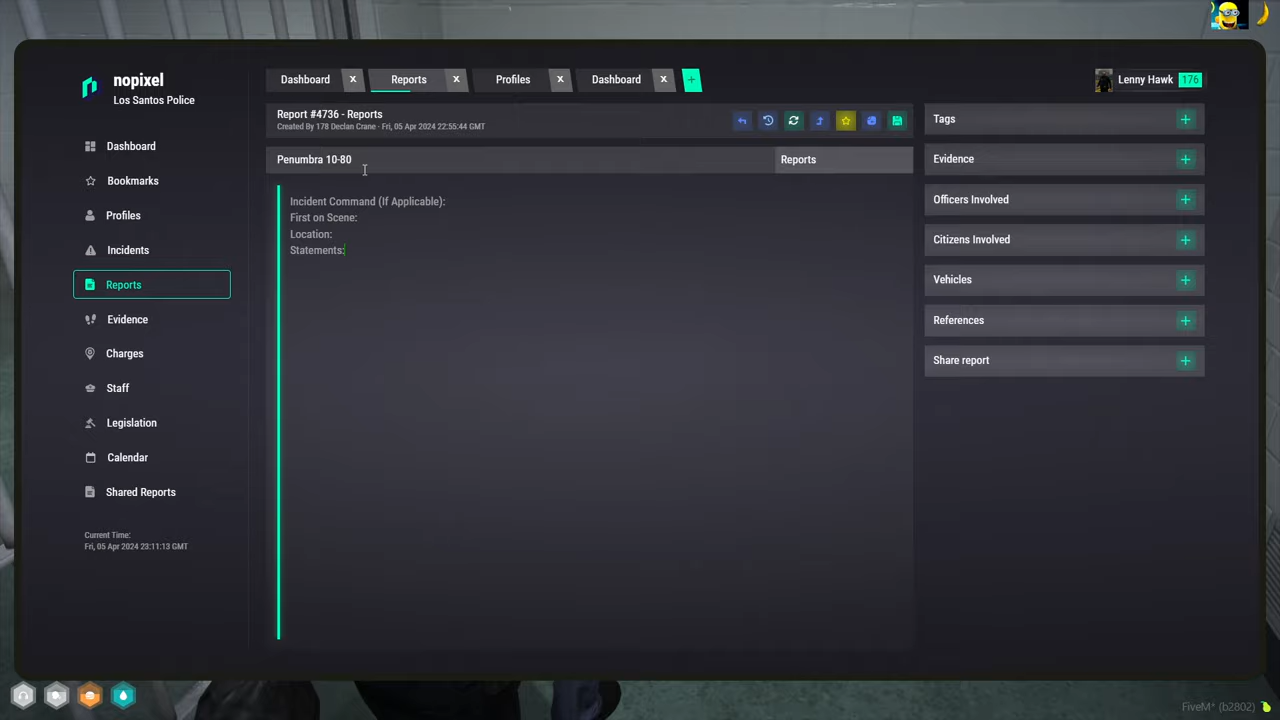 nopixel
Los Santos Police
Dashboard x Reports x Profiles x Dashboard x +
Lenny Hawk 176
Report #4736 - Reports
Created By 178 Declan Crane · Fri, 05 Apr 2024 22:55:44 GMT
Penumbra 10-80
Reports
Incident Command (If Applicable):
First on Scene:
Location:
Statements:
Dashboard
Bookmarks
Profiles
Incidents
Reports
Evidence
Charges
Staff
Legislation
Calendar
Shared Reports
Current Time:
Fri, 05 Apr 2024 23:11:13 GMT
Tags +
Evidence +
Officers Involved +
Citizens Involved +
Vehicles +
References +
Share report +
FiveM* (b2802)